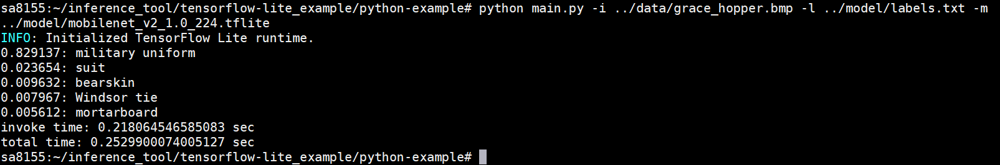 sa8155:~/inference_tool/tensorflow-lite_example/python-example# python main.py -i ../data/grace_hopper.bmp -l ../model/labels.txt -m
../model/mobilenet_v2_1.0_224.tflite
INFO: Initialized TensorFlow Lite runtime.
0.829137: military uniform
0.023654: suit
0.009632: bearskin
0.007967: Windsor tie
0.005612: mortarboard
invoke time: 0.218064546585083 sec
total time: 0.2529900074005127 sec
sa8155:~/inference_tool/tensorflow-lite_example/python-example#